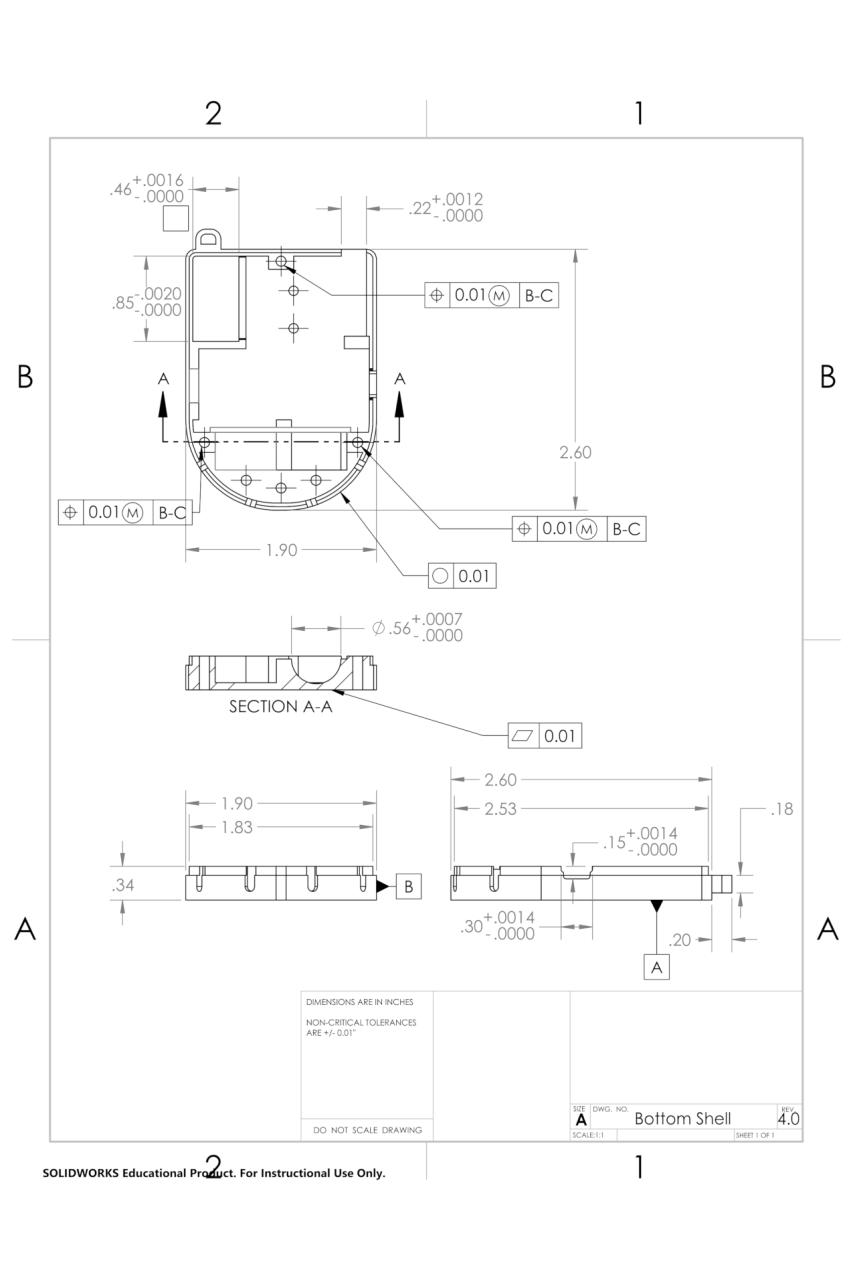 2 1
.46 +.0016
-.0000
.22 +.0012
-.0000
.85 -.0020
-.0000
⌖ 0.01 Ⓜ B-C
B B
A A
2.60
⌖ 0.01 Ⓜ B-C
⌖ 0.01 Ⓜ B-C
1.90
○ 0.01
∅.56 +.0007
-.0000
SECTION A-A
⏥ 0.01
2.60
1.90
2.53
.18
1.83
.15 +.0014
-.0000
.34
B
.30 +.0014
-.0000
.20
A A
A
DIMENSIONS ARE IN INCHES
NON-CRITICAL TOLERANCES
ARE +/- 0.01"
DO NOT SCALE DRAWING
SIZE
A
DWG. NO.
Bottom Shell
REV
4.0
SCALE:1:1
SHEET 1 OF 1
2 1
SOLIDWORKS Educational Product. For Instructional Use Only.